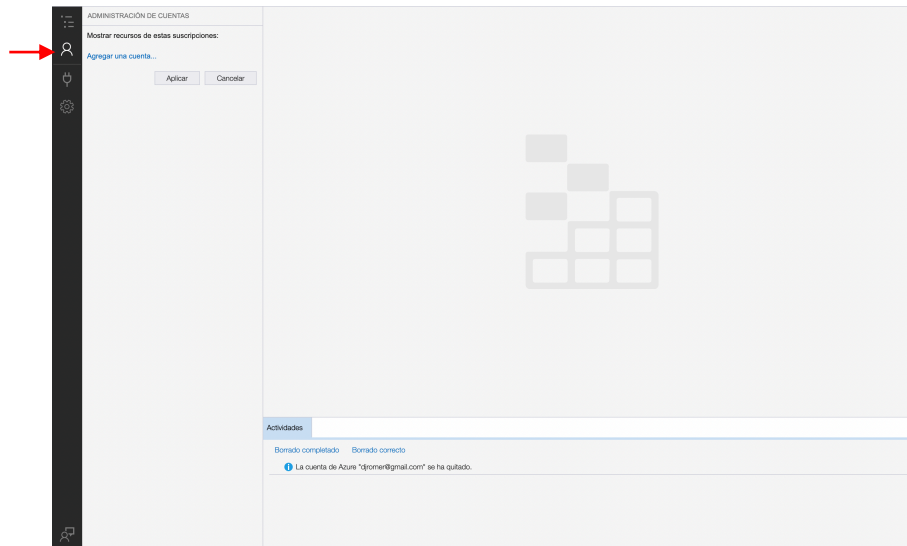 ADMINISTRACIÓN DE CUENTAS
Mostrar recursos de estas suscripciones:
Agregar una cuenta...
Aplicar Cancelar
Actividades
Borrado completado Borrado correcto
La cuenta de Azure "djromer@gmail.com" se ha quitado.